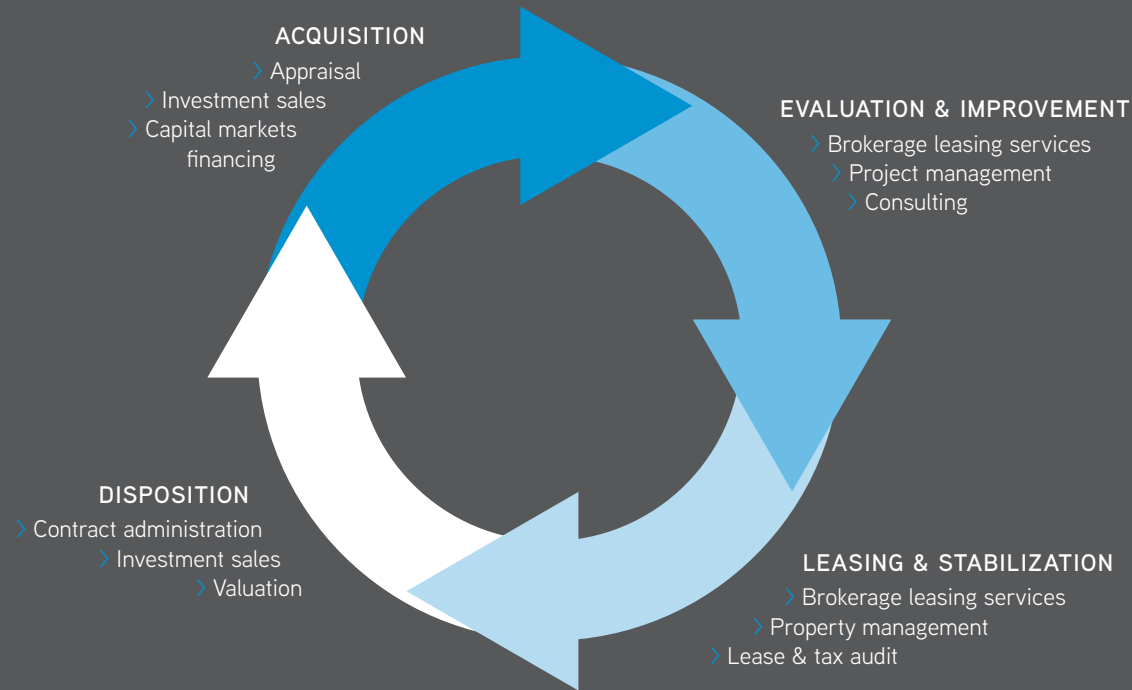 ACQUISITION
> Appraisal
> Investment sales
> Capital markets
financing
EVALUATION & IMPROVEMENT
> Brokerage leasing services
> Project management
> Consulting
LEASING & STABILIZATION
> Brokerage leasing services
> Property management
> Lease & tax audit
DISPOSITION
> Contract administration
> Investment sales
> Valuation